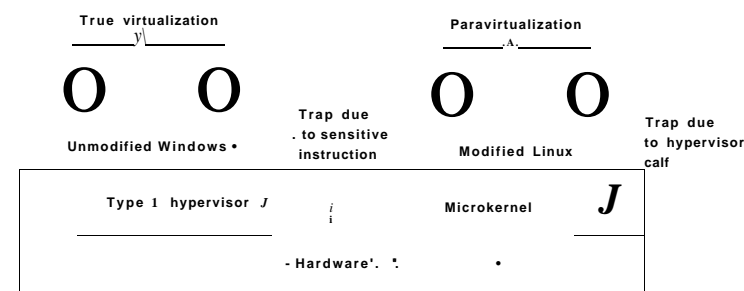 True virtualization
y\
Paravirtualization
.A.
O O
O O
Trap due
. to sensitive
instruction
Trap due
to hypervisor
calf
Unmodified Windows •
Modified Linux
Type 1 hypervisor J
i
i
Microkernel
J
- Hardware'. '.
•